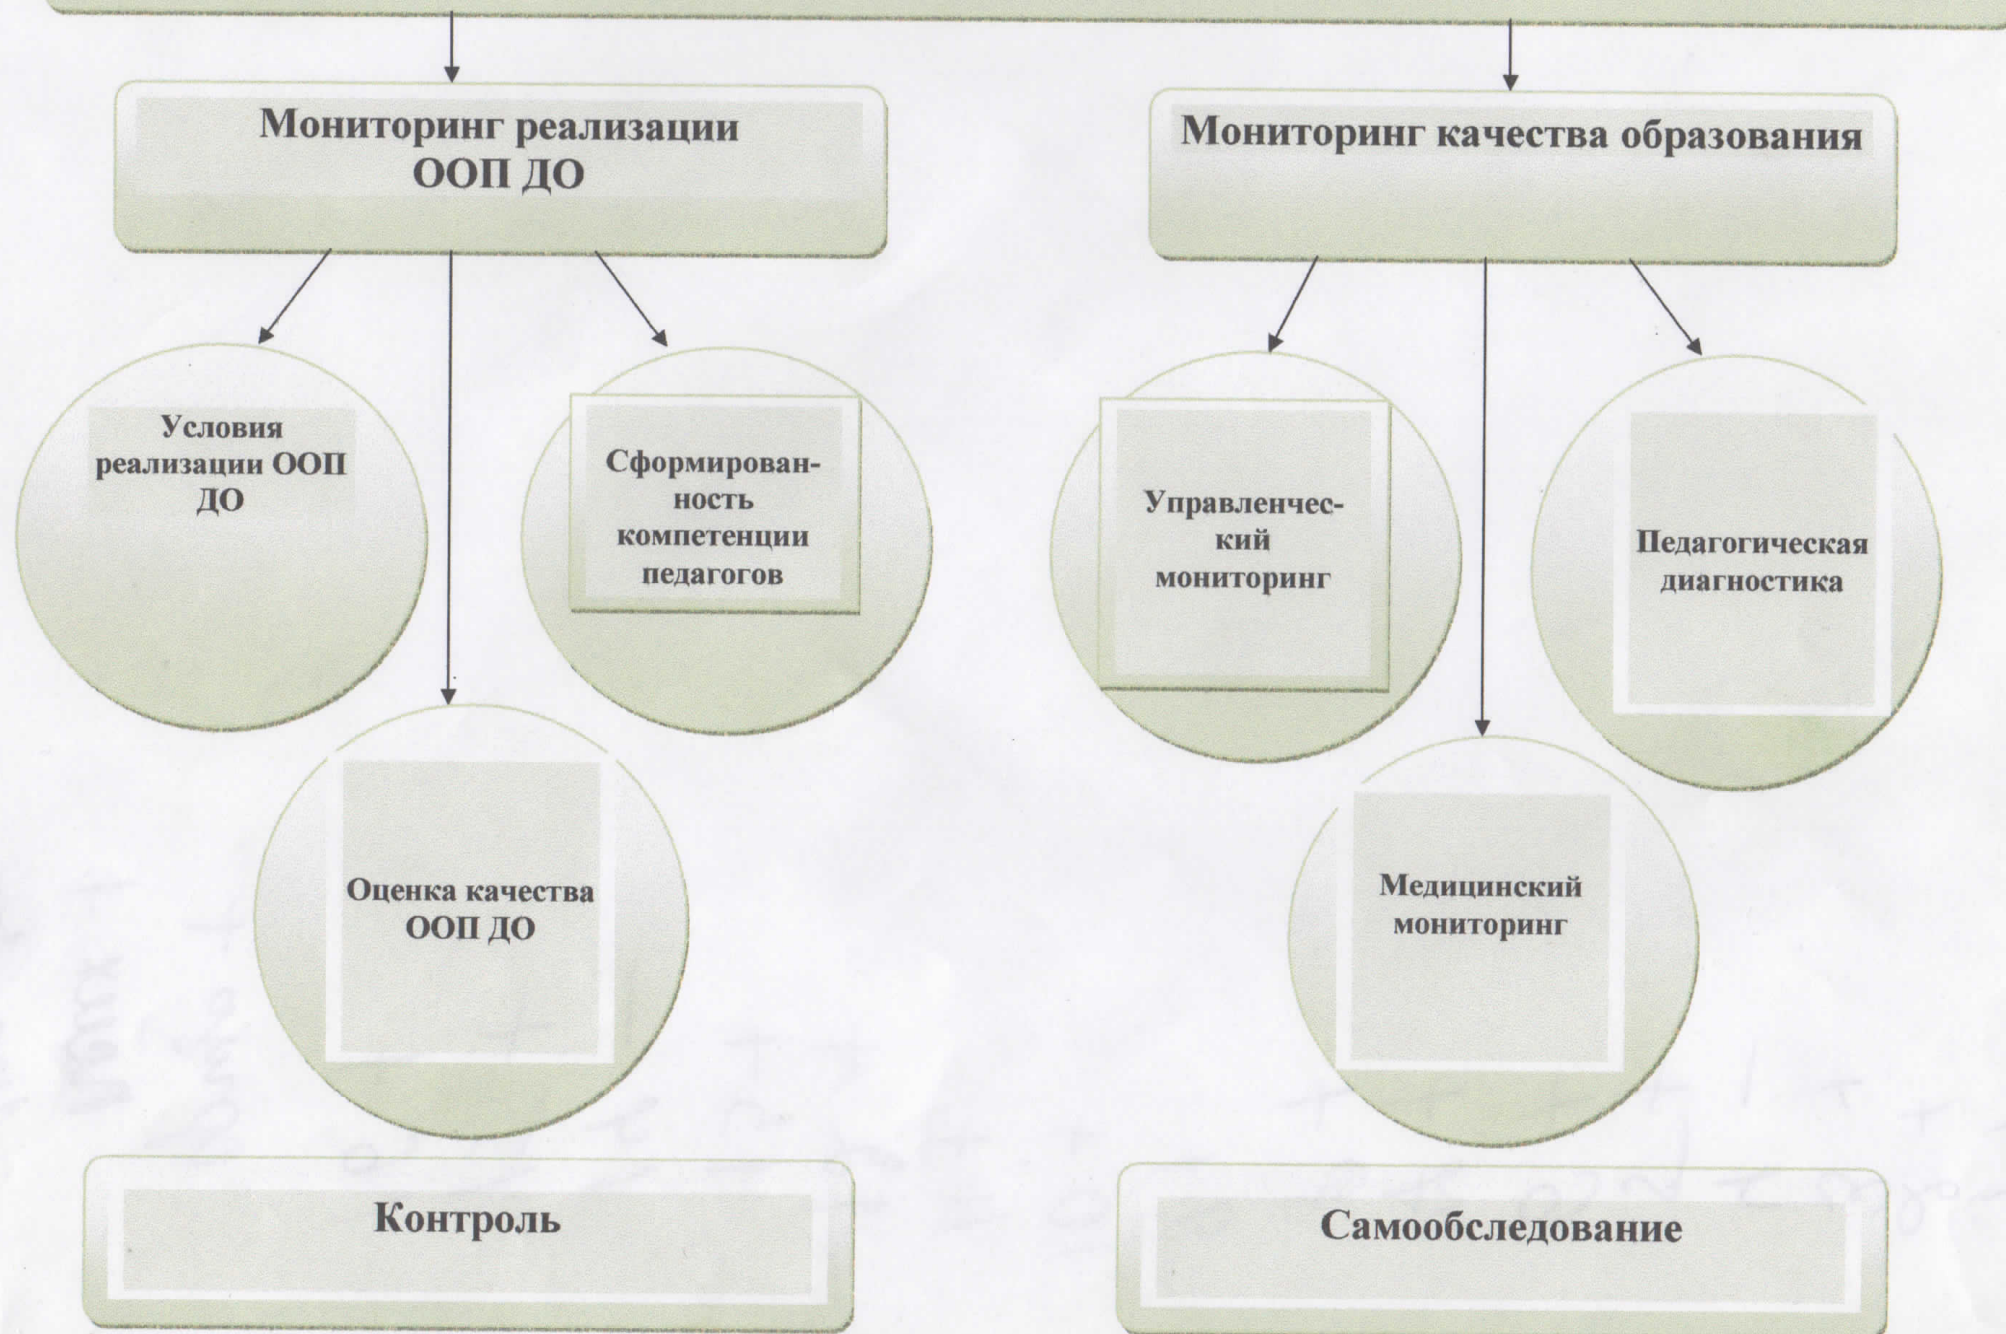 Мониторинг реализации
ООП ДО
Мониторинг качества образования
Условия
реализации ООП
ДО
Сформирован-
ность
компетенции
педагогов
Управленчес-
кий
мониторинг
Педагогическая
диагностика
Оценка качества
ООП ДО
Медицинский
мониторинг
Контроль
Самообследование